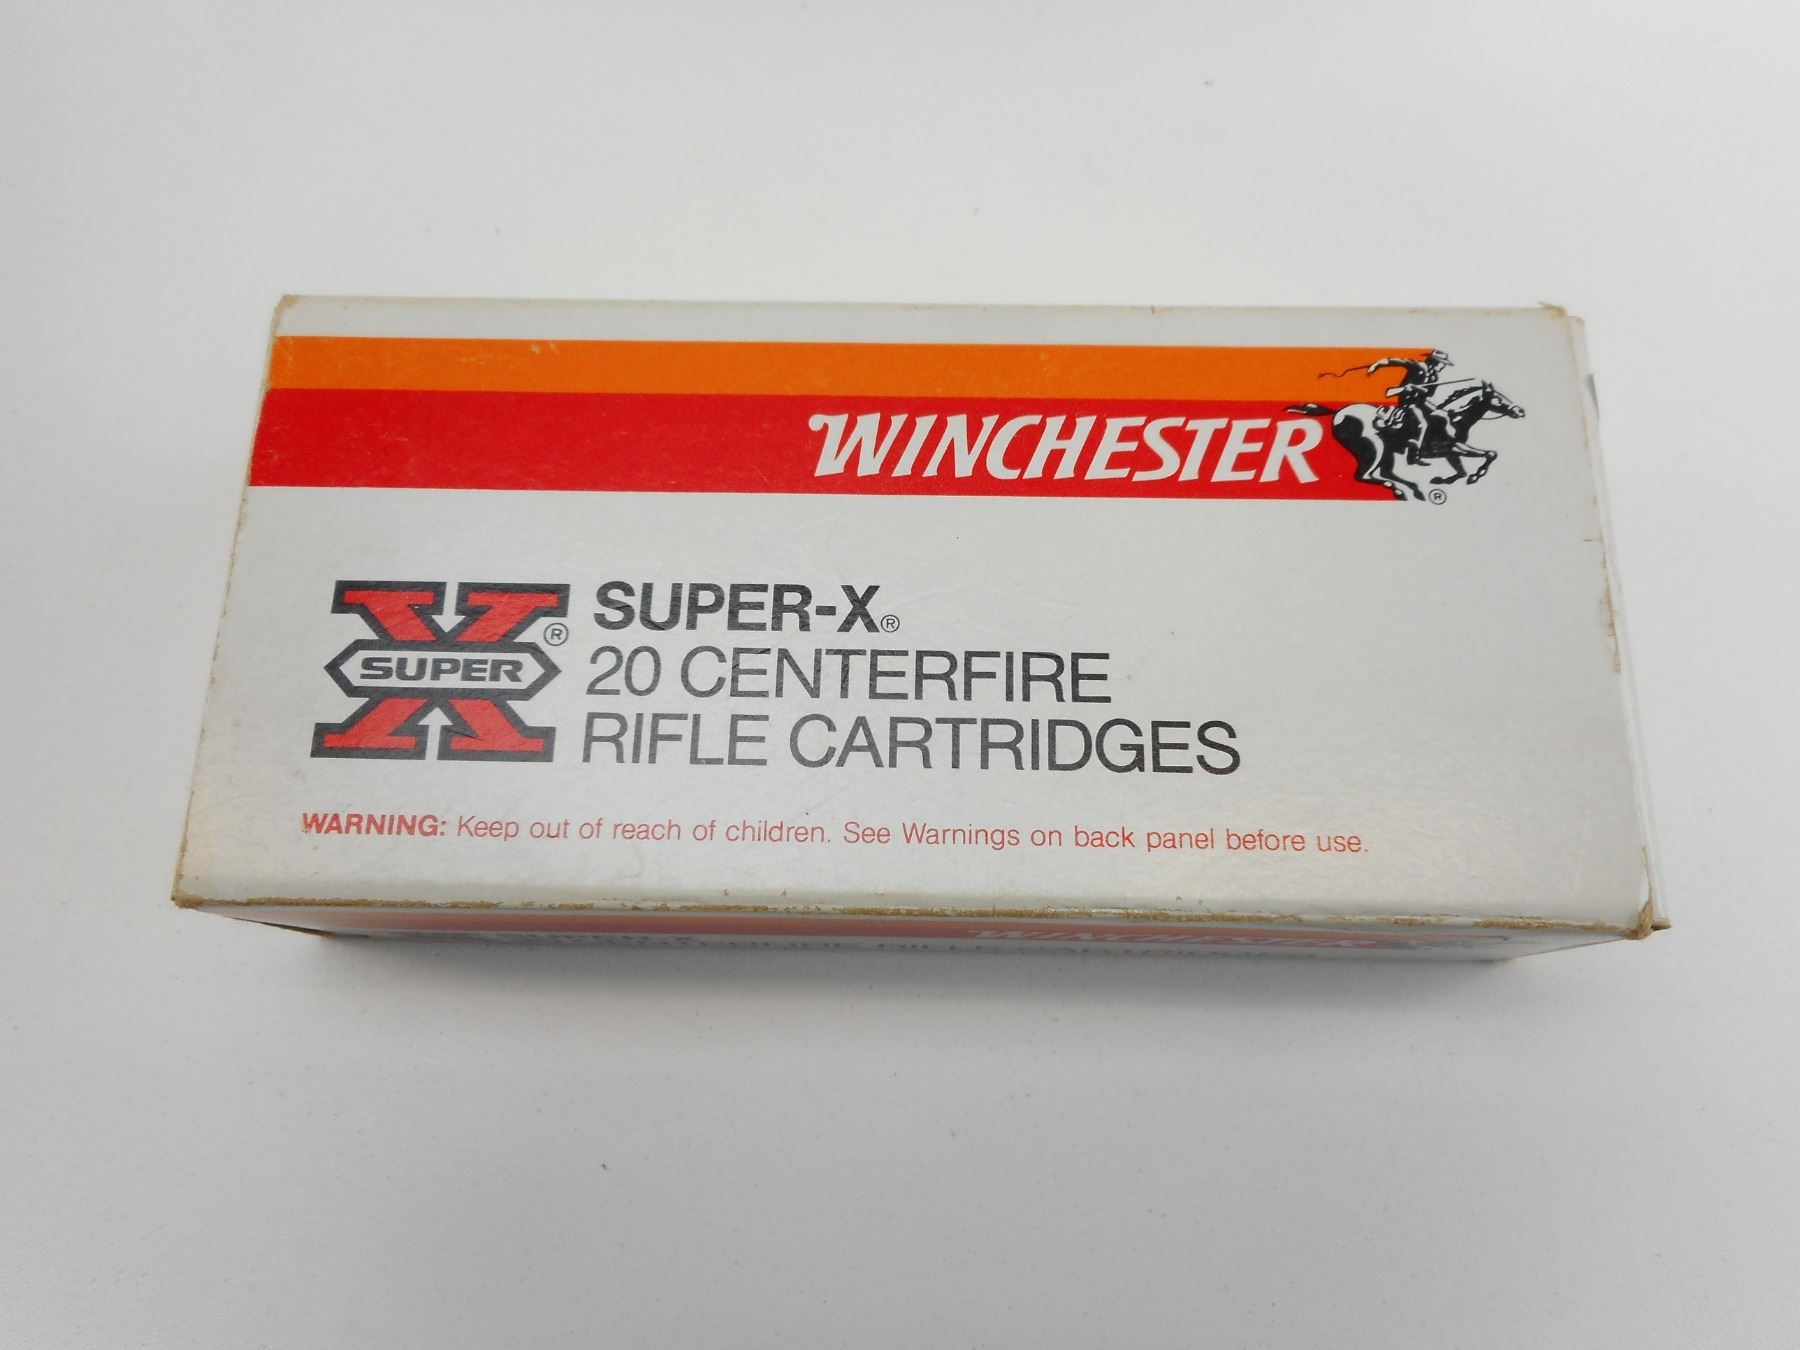 WINCHESTER ®
SUPER ®
SUPER-X®
20 CENTERFIRE
RIFLE CARTRIDGES
WARNING: Keep out of reach of children. See Warnings on back panel before use.
WINCHESTER